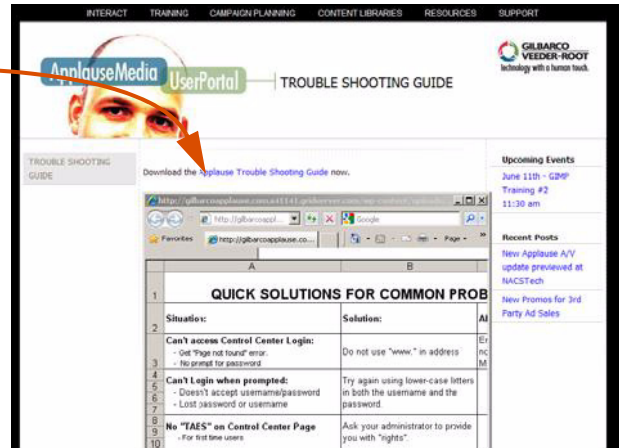 INTERACT TRAINING CAMPAIGN PLANNING CONTENT LIBRARIES RESOURCES SUPPORT
ApplauseMedia UserPortal TROUBLE SHOOTING GUIDE
GILBARCO
VEEDER-ROOT
technology with a human touch.
TROUBLE SHOOTING
GUIDE
Download the Applause Trouble Shooting Guide now.
Upcoming Events
June 11th - GIMP
Training #2
11:30 am
Recent Posts
New Applause A/V
update previewed at
NACSTech
New Promos for 3rd
Party Ad Sales
http://gilbarcoappl...
Google
Favorites http://gilbarcoapplause.co... Page
A B
1 QUICK SOLUTIONS FOR COMMON PROB
2 Situation: Solution:
Can't access Control Center Login:
- Get "Page not found" error.
- No prompt for password
Do not use "www." in address
3
4
5
6
7
Can't Login when prompted:
- Doesn't accept username/password
- Lost password or username
Try again using lower-case letters
in both the username and the
password.
8
9
10
No "TAES" on Control Center Page
- For first time users
Ask your administrator to provide
you with "rights".